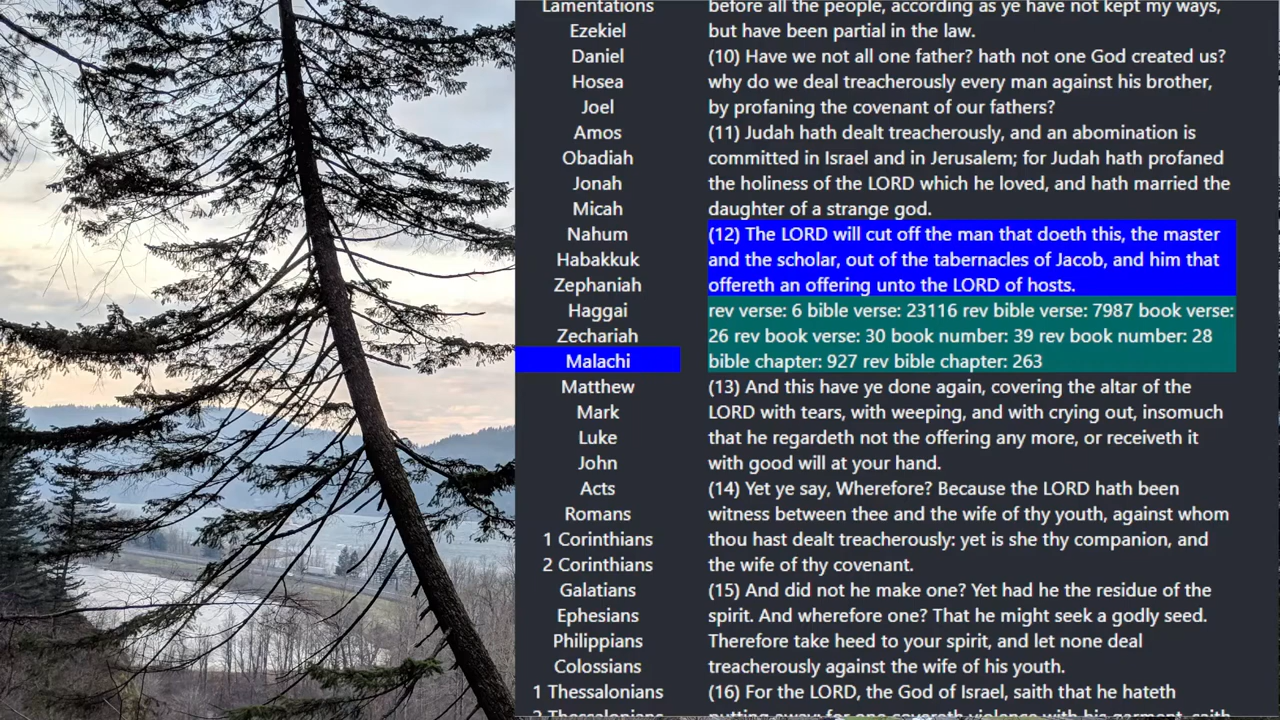 Lamentations
Ezekiel
Daniel
Hosea
Joel
Amos
Obadiah
Jonah
Micah
Nahum
Habakkuk
Zephaniah
Haggai
Zechariah
Malachi
Matthew
Mark
Luke
John
Acts
Romans
1 Corinthians
2 Corinthians
Galatians
Ephesians
Philippians
Colossians
1 Thessalonians
2 Thessalonians
before all the people, according as ye have not kept my ways,
but have been partial in the law.
(10) Have we not all one father? hath not one God created us?
why do we deal treacherously every man against his brother,
by profaning the covenant of our fathers?
(11) Judah hath dealt treacherously, and an abomination is
committed in Israel and in Jerusalem; for Judah hath profaned
the holiness of the LORD which he loved, and hath married the
daughter of a strange god.
(12) The LORD will cut off the man that doeth this, the master
and the scholar, out of the tabernacles of Jacob, and him that
offereth an offering unto the LORD of hosts.
rev verse: 6 bible verse: 23116 rev bible verse: 7987 book verse:
26 rev book verse: 30 book number: 39 rev book number: 28
bible chapter: 927 rev bible chapter: 263
(13) And this have ye done again, covering the altar of the
LORD with tears, with weeping, and with crying out, insomuch
that he regardeth not the offering any more, or receiveth it
with good will at your hand.
(14) Yet ye say, Wherefore? Because the LORD hath been
witness between thee and the wife of thy youth, against whom
thou hast dealt treacherously: yet is she thy companion, and
the wife of thy covenant.
(15) And did not he make one? Yet had he the residue of the
spirit. And wherefore one? That he might seek a godly seed.
Therefore take heed to your spirit, and let none deal
treacherously against the wife of his youth.
(16) For the LORD, the God of Israel, saith that he hateth
putting away: for one covereth violence with his garment, saith